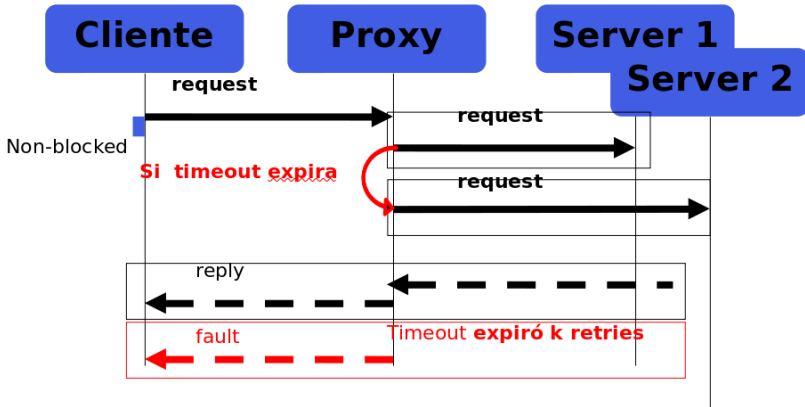 Cliente
Proxy
Server 1
Server 2
request
request
Non-blocked
Si timeout expira
request
reply
fault
Timeout expiró k retries